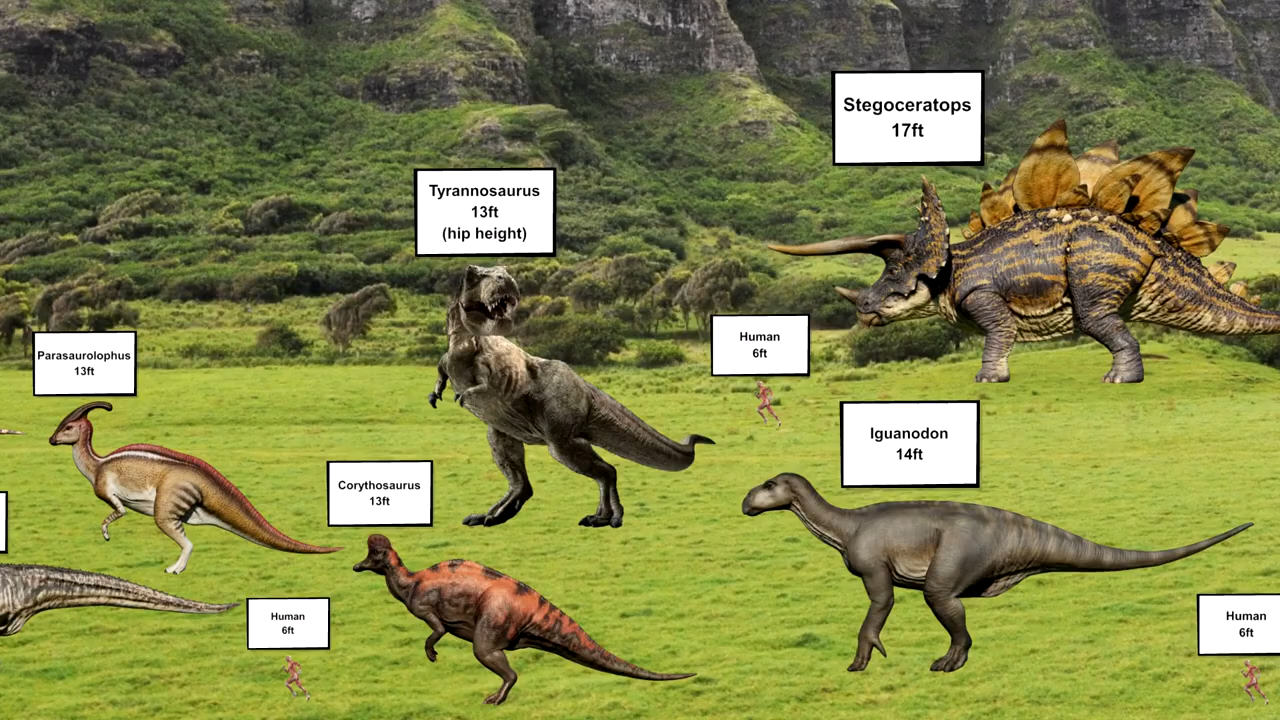 Stegoceratops
17ft
Tyrannosaurus
13ft
(hip height)
Human
6ft
Parasaurolophus
13ft
Iguanodon
14ft
Corythosaurus
13ft
Human
6ft
Human
6ft